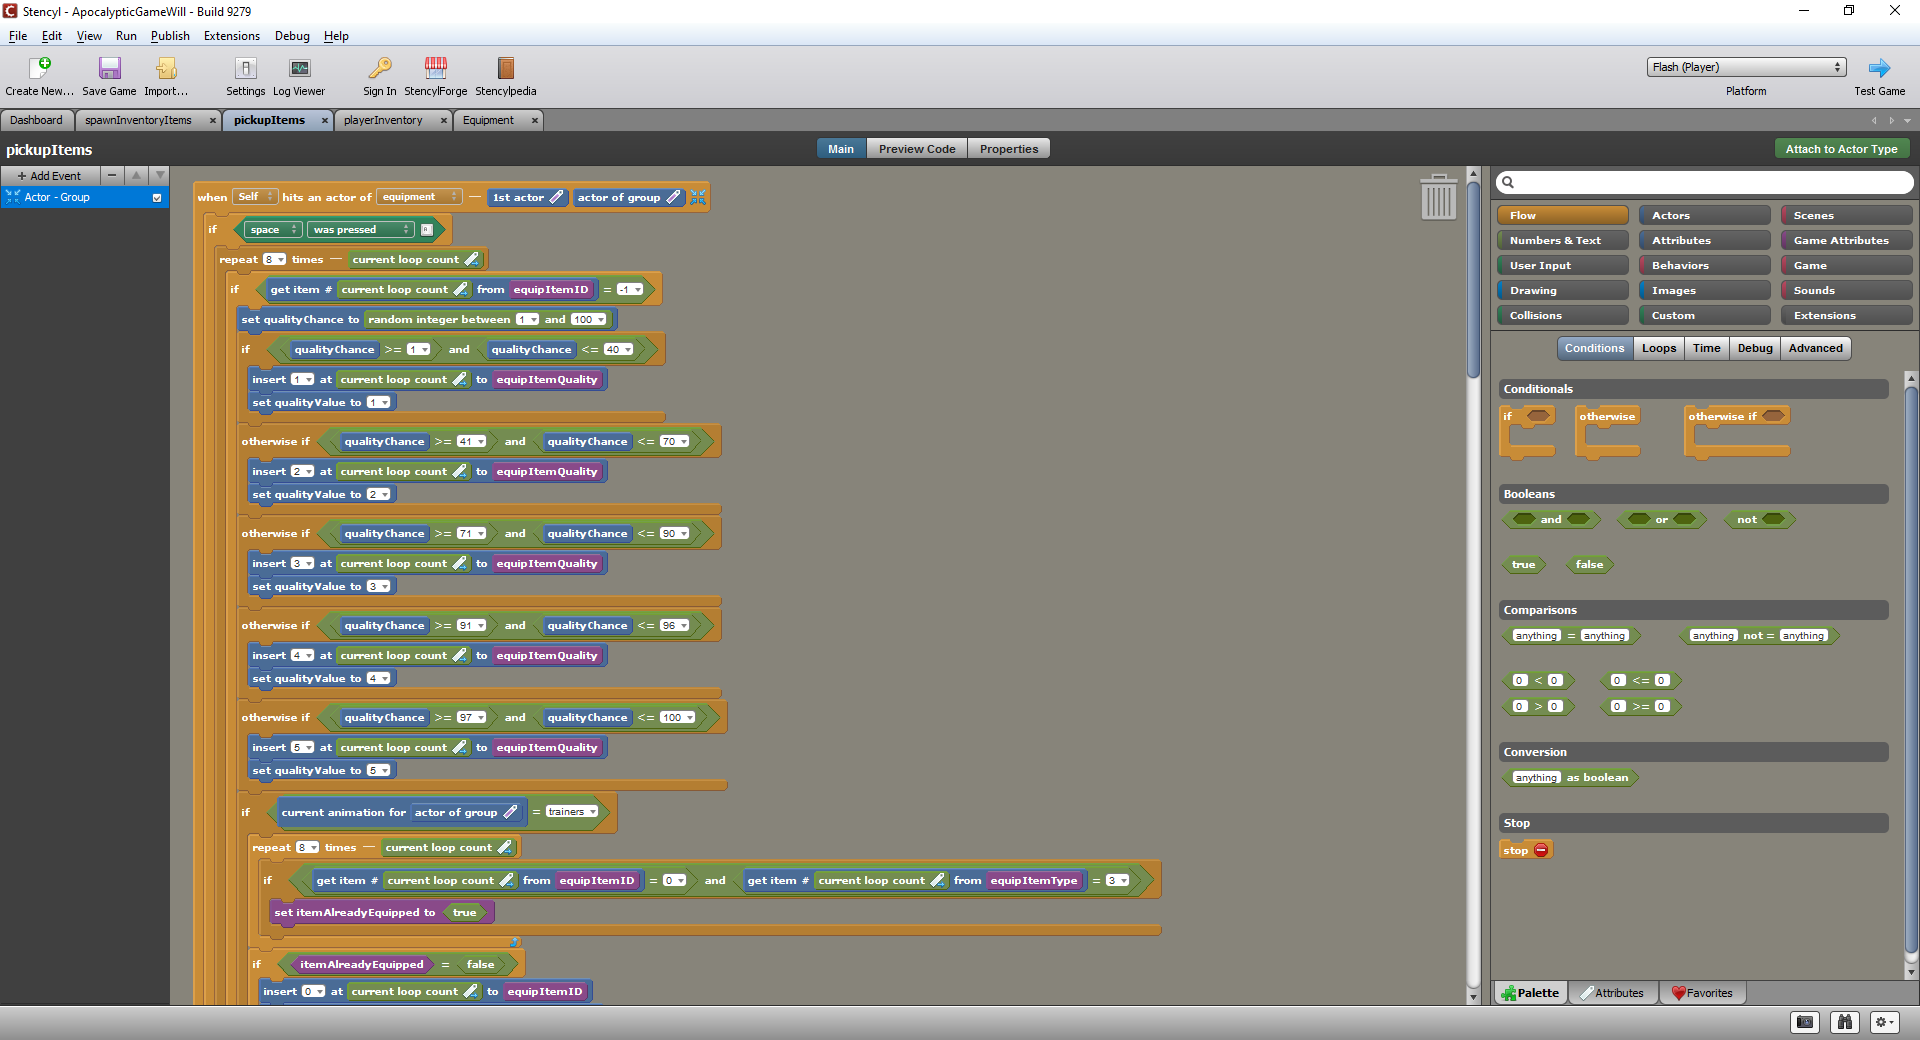 Stencyl - ApocalypticGameWill - Build 9279
File Edit View Run Publish Extensions Debug Help
Create New... Save Game Import... Settings Log Viewer Sign In StencylForge Stencylpedia
Flash (Player)
Platform
Test Game
Dashboard spawnInventoryItems pickupItems playerInventory Equipment
pickupItems
Main Preview Code Properties
Attach to Actor Type
+ Add Event
Actor - Group
when Self hits an actor of equipment — 1st actor actor of group
if space was pressed
repeat 8 times — current loop count
if get item # current loop count from equipItemID = -1
set qualityChance to random integer between 1 and 100
if qualityChance >= 1 and qualityChance <= 40
insert 1 at current loop count to equipItemQuality
set qualityValue to 1
otherwise if qualityChance >= 41 and qualityChance <= 70
insert 2 at current loop count to equipItemQuality
set qualityValue to 2
otherwise if qualityChance >= 71 and qualityChance <= 90
insert 3 at current loop count to equipItemQuality
set qualityValue to 3
otherwise if qualityChance >= 91 and qualityChance <= 96
insert 4 at current loop count to equipItemQuality
set qualityValue to 4
otherwise if qualityChance >= 97 and qualityChance <= 100
insert 5 at current loop count to equipItemQuality
set qualityValue to 5
if current animation for actor of group = trainers
repeat 8 times — current loop count
if get item # current loop count from equipItemID = 0 and get item # current loop count from equipItemType = 3
set itemAlreadyEquipped to true
if itemAlreadyEquipped = false
insert 0 at current loop count to equipItemID
Flow Actors Scenes
Numbers & Text Attributes Game Attributes
User Input Behaviors Game
Drawing Images Sounds
Collisions Custom Extensions
Conditions Loops Time Debug Advanced
Conditionals
if otherwise otherwise if
Booleans
and or not
true false
Comparisons
anything = anything anything not = anything
0 < 0 0 <= 0
0 > 0 0 >= 0
Conversion
anything as boolean
Stop
stop
Palette Attributes Favorites